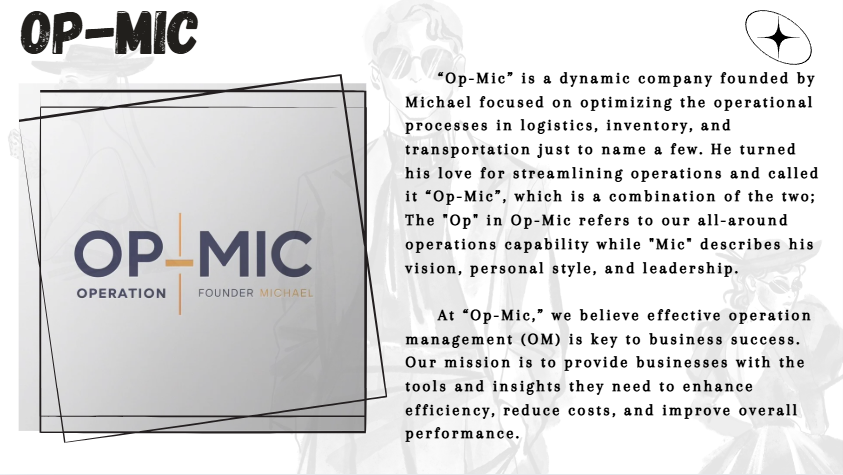 OP-MIC
OP-MIC
OPERATION
FOUNDER MICHAEL
“Op-Mic” is a dynamic company founded by
Michael focused on optimizing the operational
processes in logistics, inventory, and
transportation just to name a few. He turned
his love for streamlining operations and called
it “Op-Mic”, which is a combination of the two;
The "Op" in Op-Mic refers to our all-around
operations capability while "Mic" describes his
vision, personal style, and leadership.
At “Op-Mic,” we believe effective operation
management (OM) is key to business success.
Our mission is to provide businesses with the
tools and insights they need to enhance
efficiency, reduce costs, and improve overall
performance.